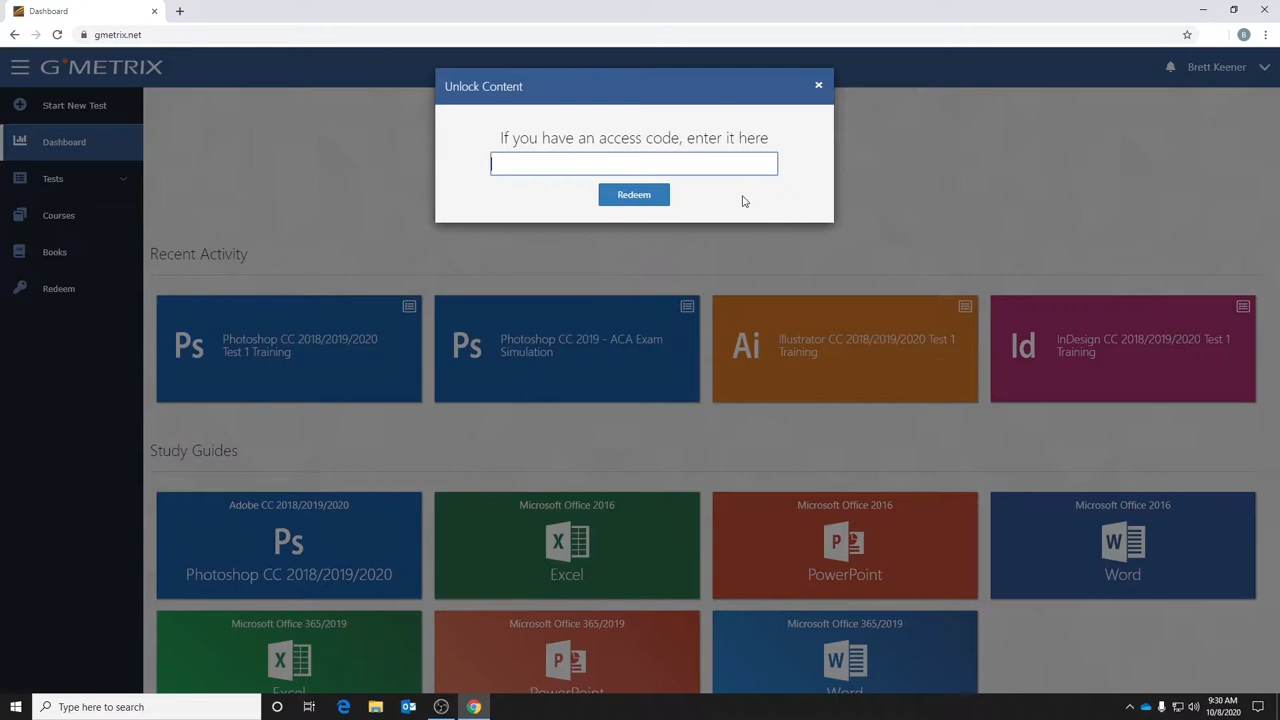 Dashboard
gmetrix.net
B
G METRIX
Brett Keener
Start New Test
Dashboard
Tests
Courses
Books
Redeem
Unlock Content
If you have an access code, enter it here
Redeem
Recent Activity
Ps
Photoshop CC 2018/2019/2020
Test 1 Training
Ps
Photoshop CC 2019 - ACA Exam
Simulation
Ai
Illustrator CC 2018/2019/2020 Test 1
Training
Id
InDesign CC 2018/2019/2020 Test 1
Training
Study Guides
Adobe CC 2018/2019/2020
Ps
Photoshop CC 2018/2019/2020
Microsoft Office 2016
X
Excel
Microsoft Office 2016
P
PowerPoint
Microsoft Office 2016
W
Word
Microsoft Office 365/2019
X
Excel
Microsoft Office 365/2019
P
PowerPoint
Microsoft Office 365/2019
W
Word
Type here to search
9:30 AM
10/8/2020